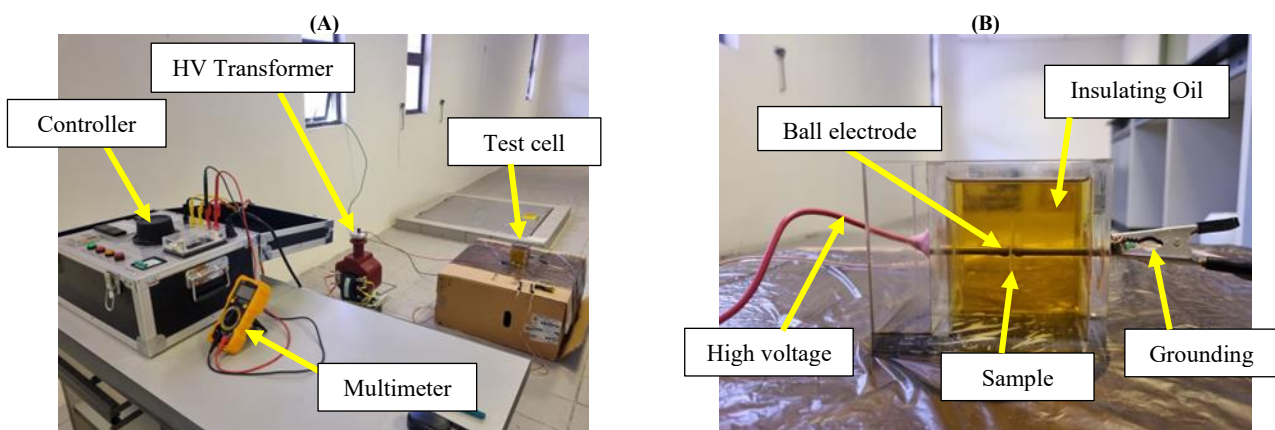 (A)
HV Transformer
Controller
Test cell
Multimeter
(B)
Insulating Oil
Ball electrode
High voltage
Sample
Grounding